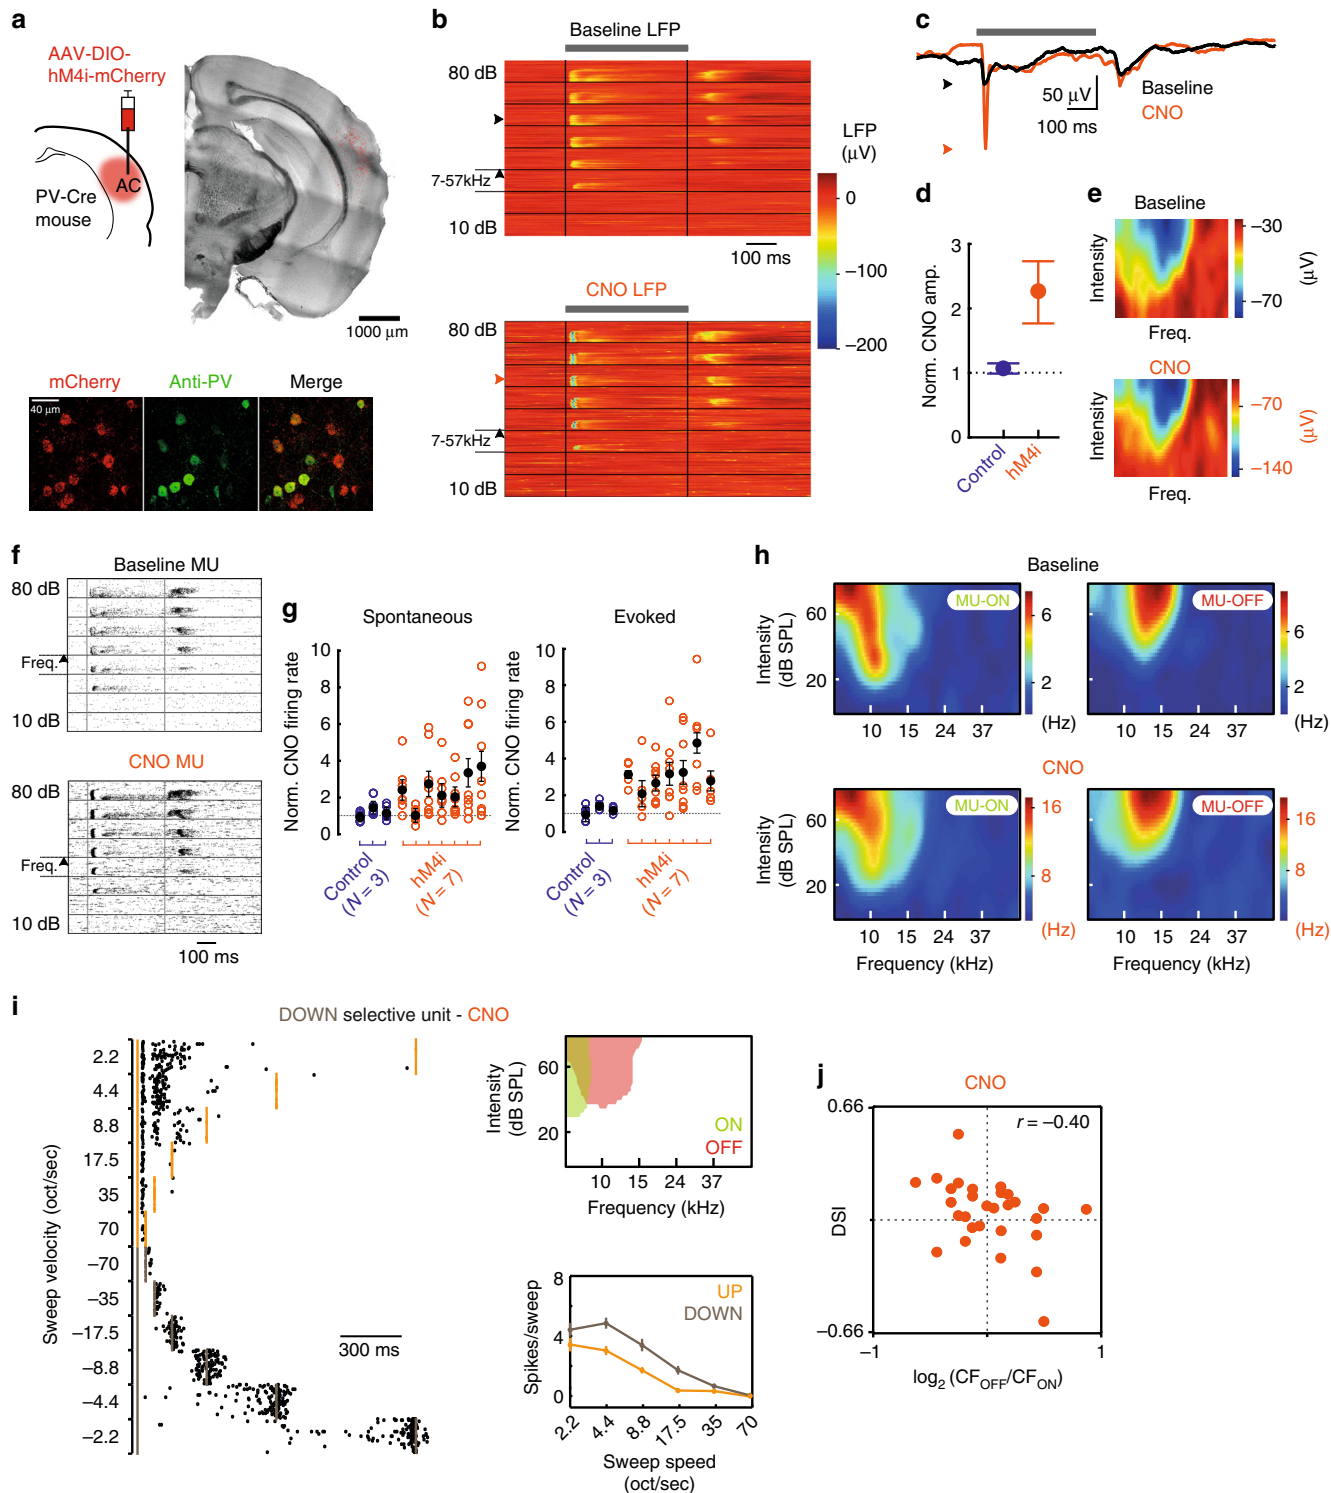 a
AAV-DIO-
hM4i-mCherry
AC
PV-Cre
mouse
1000 μm
mCherry
Anti-PV
Merge
40 μm
b
Baseline LFP
80 dB
7-57kHz
10 dB
100 ms
CNO LFP
80 dB
7-57kHz
10 dB
LFP
(μV)
0
−100
−200
c
50 μV
100 ms
Baseline
CNO
d
Norm. CNO amp.
3
2
1
0
Control
hM4i
e
Baseline
Intensity
Freq.
−30
−70
(μV)
CNO
Intensity
Freq.
−70
−140
(μV)
f
Baseline MU
80 dB
Freq.
10 dB
CNO MU
80 dB
Freq.
10 dB
100 ms
g
Spontaneous
Norm. CNO firing rate
10
8
6
4
2
0
Control
(N = 3)
hM4i
(N = 7)
Evoked
Norm. CNO firing rate
10
8
6
4
2
0
Control
(N = 3)
hM4i
(N = 7)
h
Baseline
Intensity
(dB SPL)
60
20
MU-ON
10 15 24 37
6
2
(Hz)
MU-OFF
10 15 24 37
6
2
(Hz)
CNO
Intensity
(dB SPL)
60
20
MU-ON
10 15 24 37
Frequency (kHz)
16
8
(Hz)
MU-OFF
10 15 24 37
Frequency (kHz)
16
8
(Hz)
i
DOWN selective unit - CNO
Sweep velocity (oct/sec)
2.2
4.4
8.8
17.5
35
70
−70
−35
−17.5
−8.8
−4.4
−2.2
300 ms
Intensity
(dB SPL)
60
20
ON
OFF
10 15 24 37
Frequency (kHz)
Spikes/sweep
8
4
0
UP
DOWN
2.2 4.4 8.8 17.5 35 70
Sweep speed
(oct/sec)
j
CNO
0.66
r = −0.40
DSI
−0.66
−1 1
log2 (CFOFF/CFON)